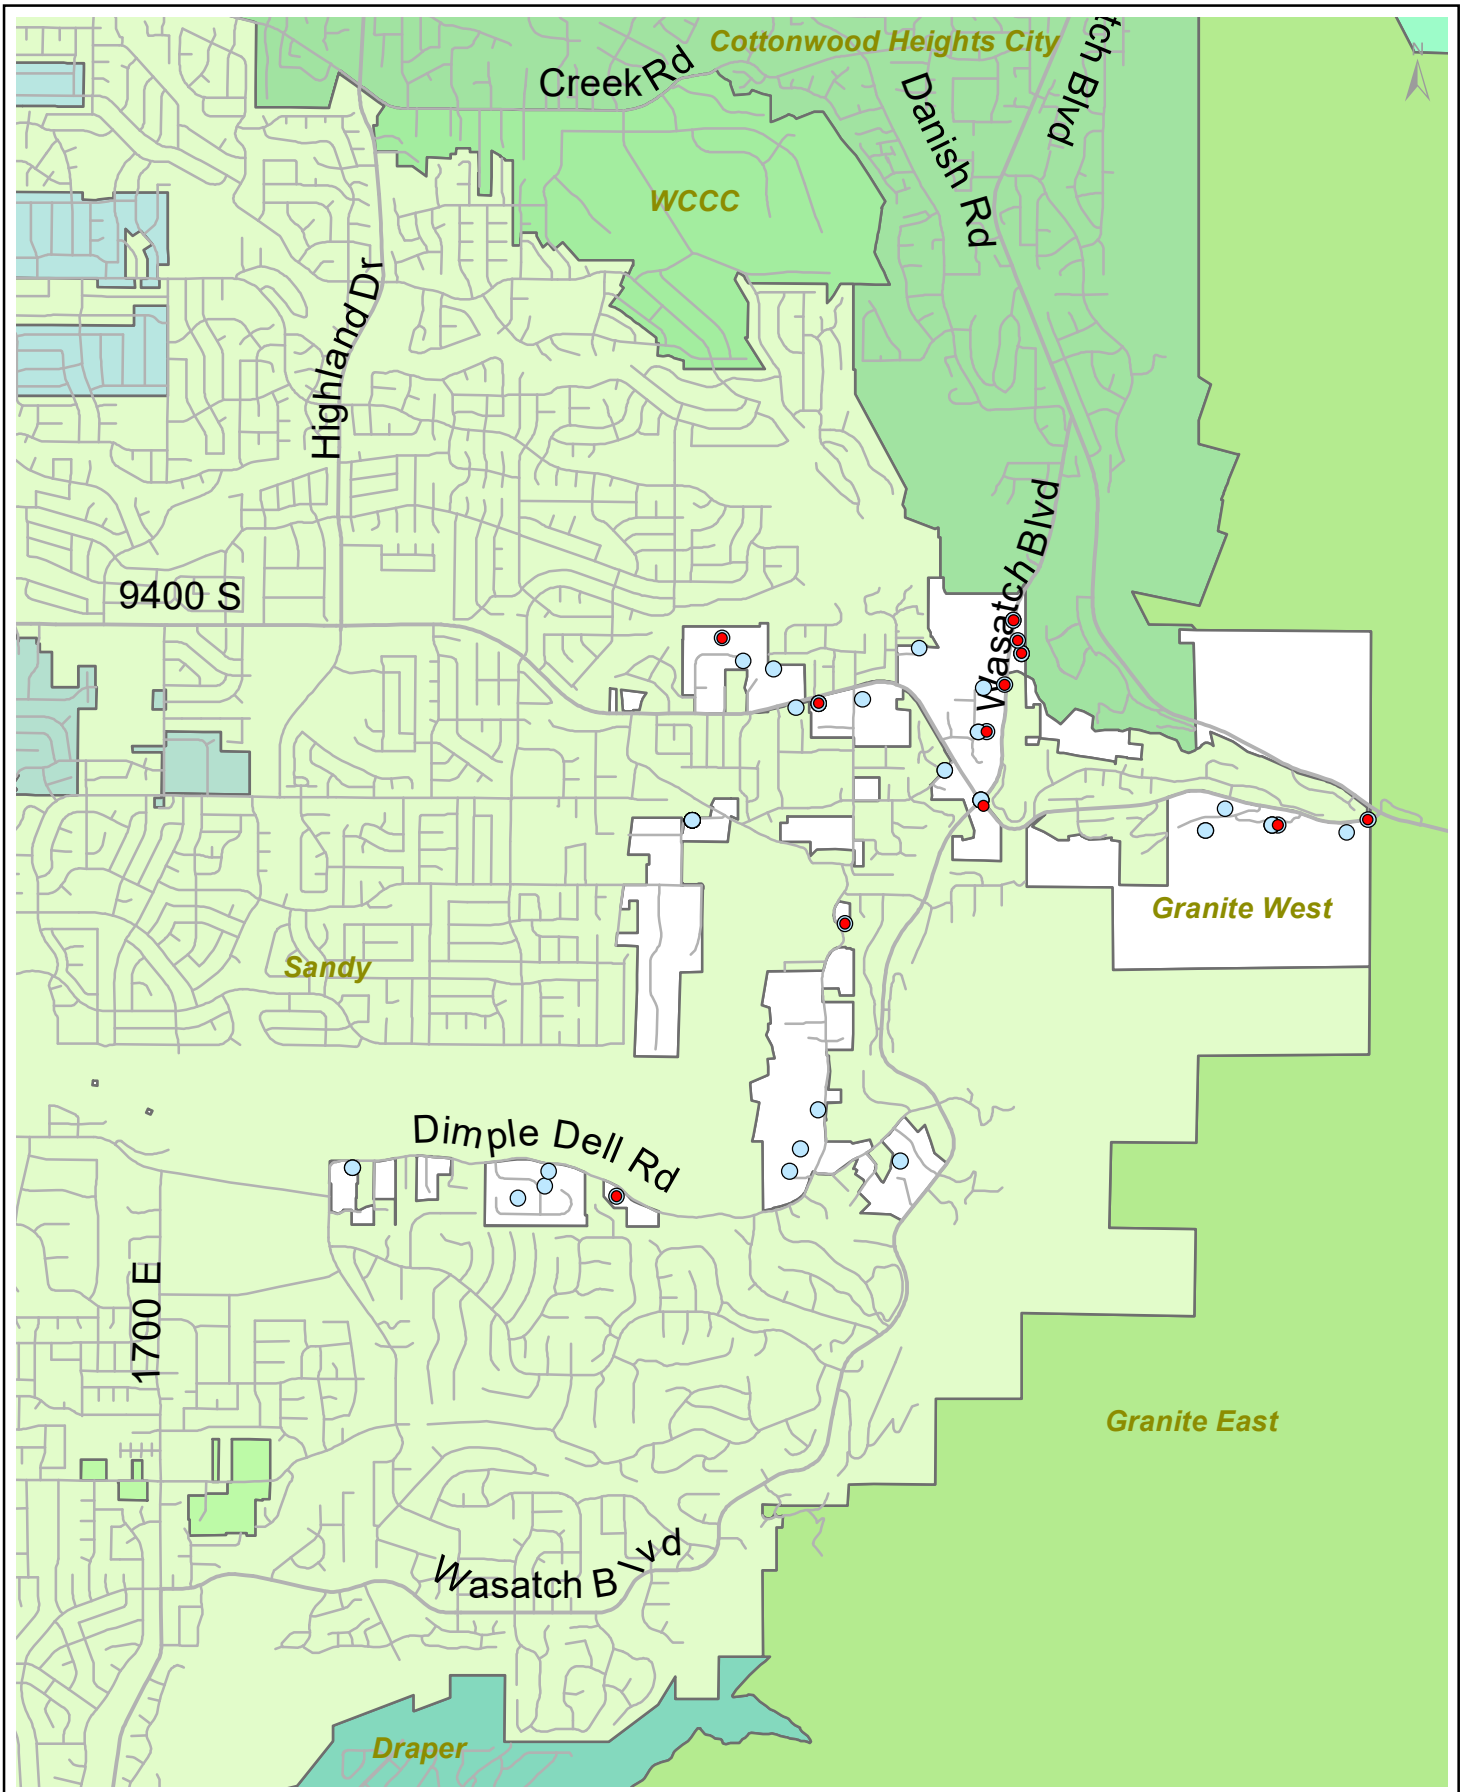 Cottonwood Heights City
tch Blvd
N
Creek Rd
Danish Rd
WCCC
Highland Dr
Wasatch Blvd
9400 S
Granite West
Sandy
Dimple Dell Rd
1700 E
Granite East
Wasatch Blvd
Draper